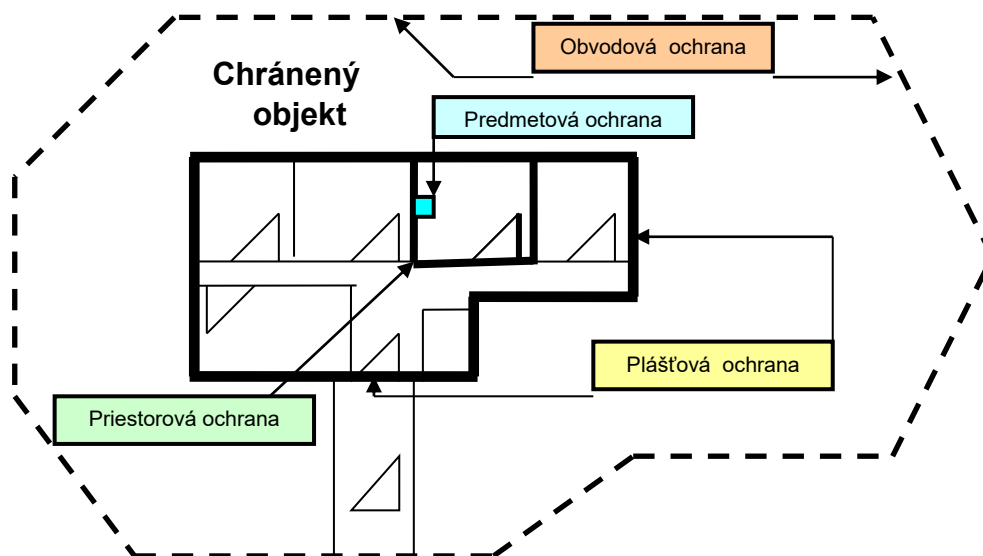 Obvodová ochrana
Chránený
objekt
Predmetová ochrana
Plášťová ochrana
Priestorová ochrana